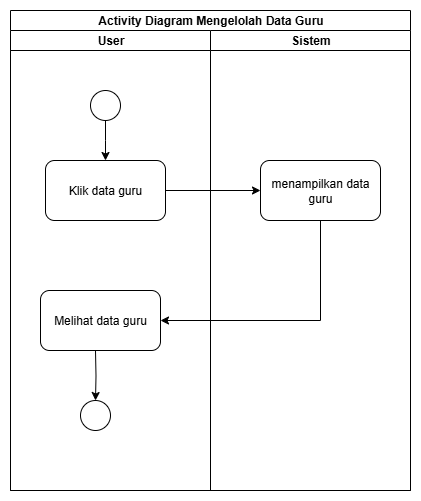 Activity Diagram Mengelolah Data Guru
User
Sistem
Klik data guru
menampilkan data
guru
Melihat data guru